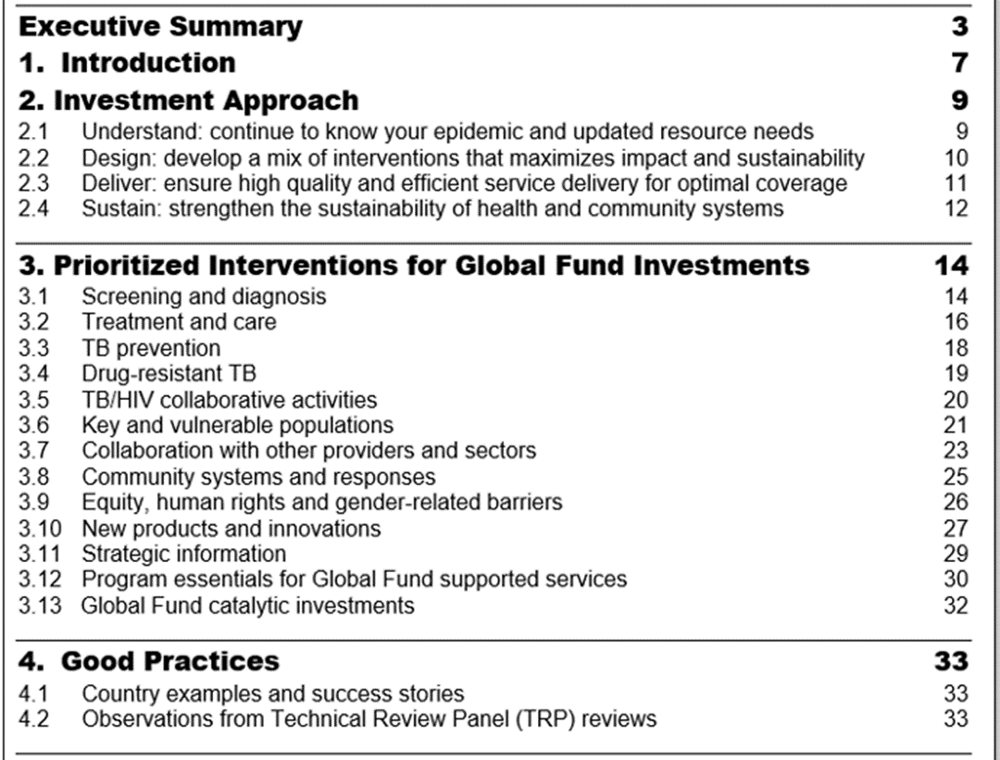 Executive Summary 3
1. Introduction 7
2. Investment Approach 9
2.1 Understand: continue to know your epidemic and updated resource needs 9
2.2 Design: develop a mix of interventions that maximizes impact and sustainability 10
2.3 Deliver: ensure high quality and efficient service delivery for optimal coverage 11
2.4 Sustain: strengthen the sustainability of health and community systems 12
3. Prioritized Interventions for Global Fund Investments 14
3.1 Screening and diagnosis 14
3.2 Treatment and care 16
3.3 TB prevention 18
3.4 Drug-resistant TB 19
3.5 TB/HIV collaborative activities 20
3.6 Key and vulnerable populations 21
3.7 Collaboration with other providers and sectors 23
3.8 Community systems and responses 25
3.9 Equity, human rights and gender-related barriers 26
3.10 New products and innovations 27
3.11 Strategic information 29
3.12 Program essentials for Global Fund supported services 30
3.13 Global Fund catalytic investments 32
4. Good Practices 33
4.1 Country examples and success stories 33
4.2 Observations from Technical Review Panel (TRP) reviews 33